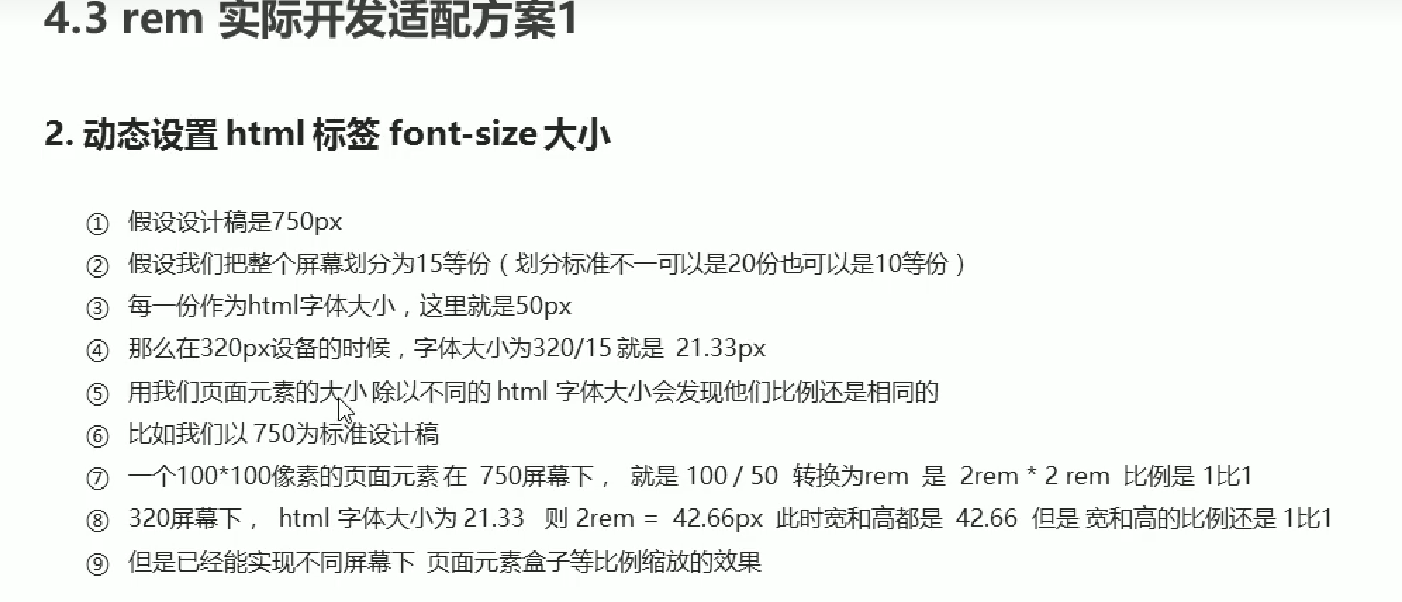 4.3 rem 实际开发适配方案1
2. 动态设置 html 标签 font-size 大小
① 假设设计稿是750px
② 假设我们把整个屏幕划分为15等份（划分标准不一可以是20份也可以是10等份）
③ 每一份作为html字体大小，这里就是50px
④ 那么在320px设备的时候，字体大小为320/15 就是 21.33px
⑤ 用我们页面元素的大小 除以不同的 html 字体大小会发现他们比例还是相同的
⑥ 比如我们以 750为标准设计稿
⑦ 一个100*100像素的页面元素 在 750屏幕下， 就是 100 / 50 转换为rem 是 2rem * 2 rem 比例是 1比1
⑧ 320屏幕下， html 字体大小为 21.33 则 2rem = 42.66px 此时宽和高都是 42.66 但是 宽和高的比例还是 1比1
⑨ 但是已经能实现不同屏幕下 页面元素盒子等比例缩放的效果